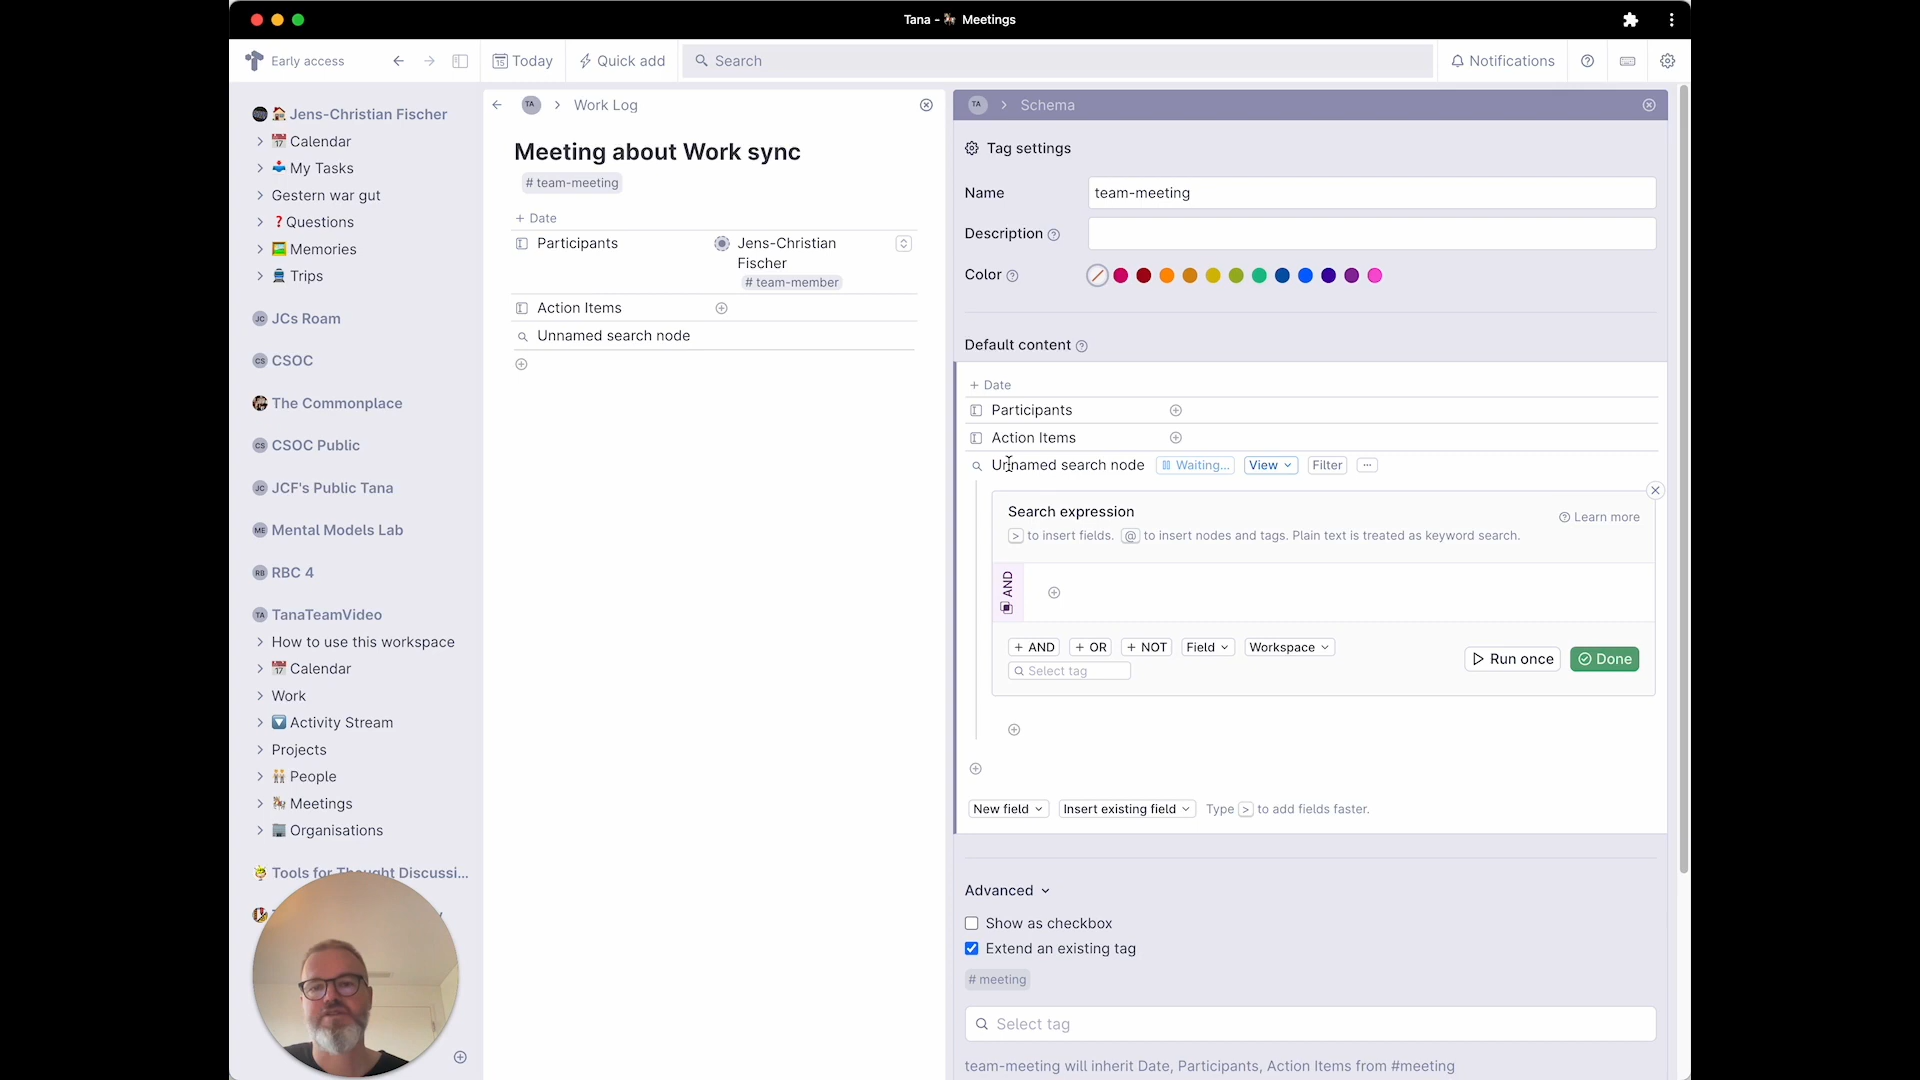 Tana - Meetings
Early access
Today
Quick add
Search
Notifications
Jens-Christian Fischer
Calendar
My Tasks
Gestern war gut
Questions
Memories
Trips
JCs Roam
CSOC
The Commonplace
CSOC Public
JCF's Public Tana
Mental Models Lab
RBC 4
TanaTeamVideo
How to use this workspace
Calendar
Work
Activity Stream
Projects
People
Meetings
Organisations
Tools for Thought Discussi...
TA > Work Log
Meeting about Work sync
# team-meeting
+ Date
Participants
Jens-Christian
Fischer
# team-member
Action Items
Unnamed search node
TA > Schema
Tag settings
Name
team-meeting
Description
Color
Default content
+ Date
Participants
Action Items
Unnamed search node Waiting... View Filter ...
Search expression
Learn more
> to insert fields. @ to insert nodes and tags. Plain text is treated as keyword search.
AND
+ AND + OR + NOT Field Workspace
Select tag
Run once
Done
New field Insert existing field Type > to add fields faster.
Advanced
Show as checkbox
Extend an existing tag
# meeting
Select tag
team-meeting will inherit Date, Participants, Action Items from #meeting